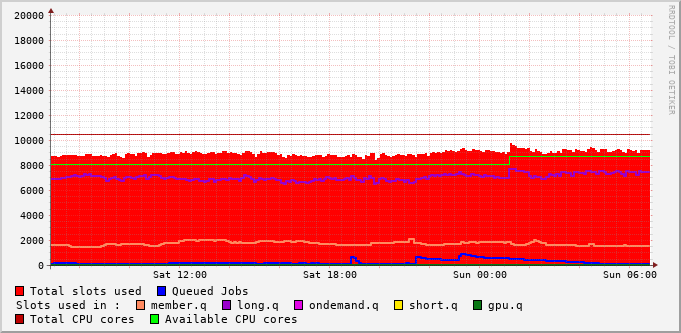 RRDTOOL / TOBI OETIKER
20000
18000
16000
14000
12000
10000
8000
6000
4000
2000
0
Sat 12:00 Sat 18:00 Sun 00:00 Sun 06:00
Total slots used Queued Jobs
Slots used in : member.q long.q ondemand.q short.q gpu.q
Total CPU cores Available CPU cores